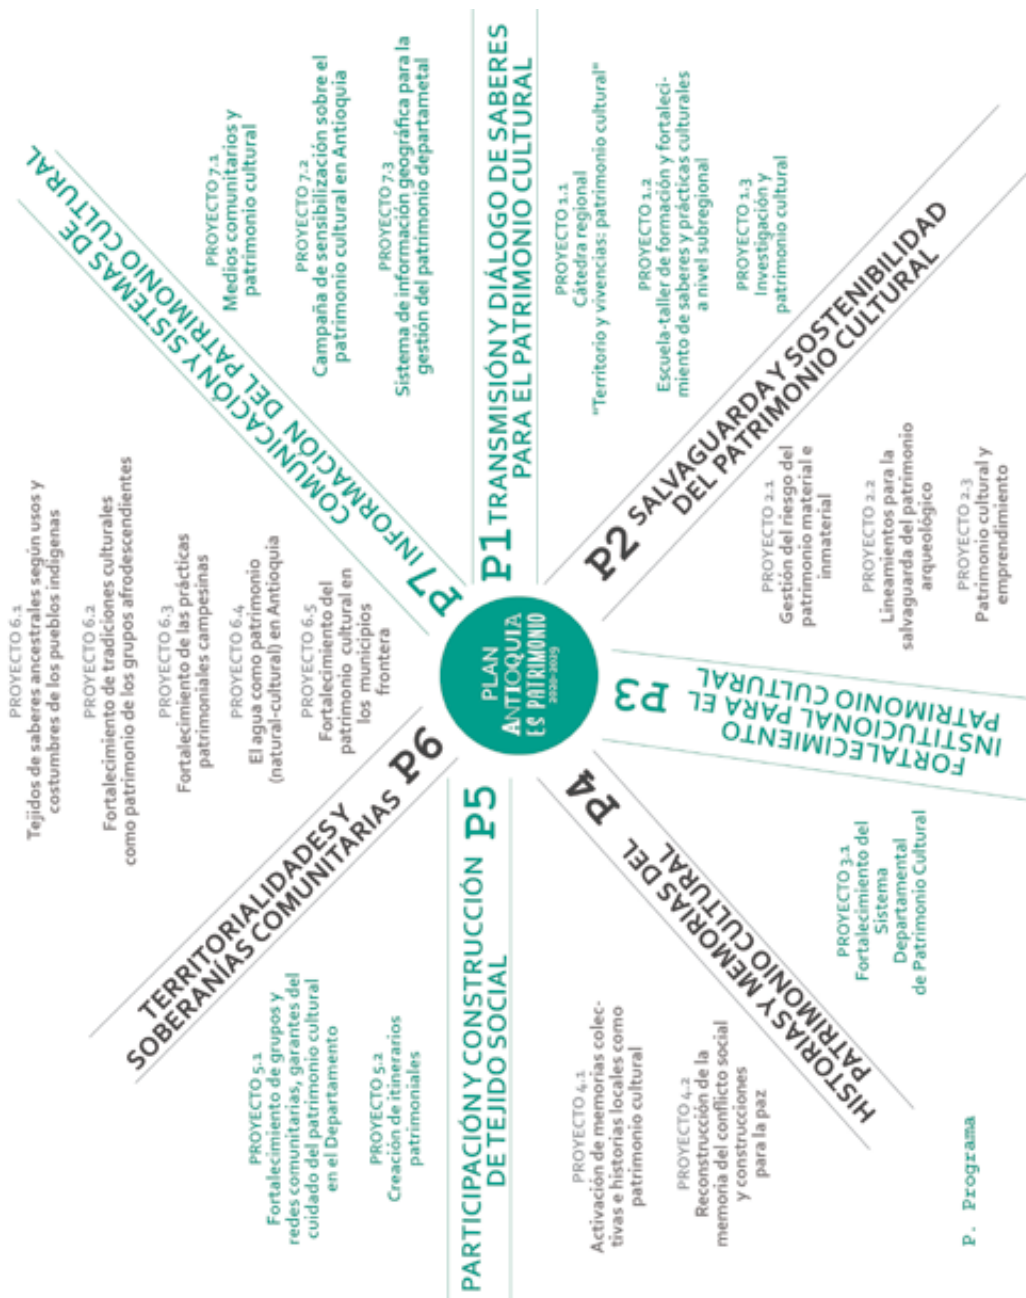 PLAN
ANTIOQUIA
ES PATRIMONIO
2020-2029
P1 TRANSMISIÓN Y DIÁLOGO DE SABERES
PARA EL PATRIMONIO CULTURAL
PROYECTO 1.1
Cátedra regional
"Territorio y vivencias: patrimonio cultural"
PROYECTO 1.2
Escuela-taller de formación y fortaleci-
miento de saberes y prácticas culturales
a nivel subregional
PROYECTO 1.3
Investigación y
patrimonio cultural
P2 SALVAGUARDA Y SOSTENIBILIDAD
DEL PATRIMONIO CULTURAL
PROYECTO 2.1
Gestión del riesgo del
patrimonio material e
inmaterial
PROYECTO 2.2
Lineamientos para la
salvaguarda del patrimonio
arqueológico
PROYECTO 2.3
Patrimonio cultural y
emprendimiento
P3
FORTALECIMIENTO
INSTITUCIONAL PARA EL
PATRIMONIO CULTURAL
PROYECTO 3.1
Fortalecimiento del
Sistema
Departamental
de Patrimonio Cultural
P4
HISTORIAS Y MEMORIAS DEL
PATRIMONIO CULTURAL
PROYECTO 4.1
Activación de memorias colec-
tivas e historias locales como
patrimonio cultural
PROYECTO 4.2
Reconstrucción de la
memoria del conflicto social
y construcciones
para la paz
PARTICIPACIÓN Y CONSTRUCCIÓN P5
DE TEJIDO SOCIAL
PROYECTO 5.1
Fortalecimiento de grupos y
redes comunitarias, garantes del
cuidado del patrimonio cultural
en el Departamento
PROYECTO 5.2
Creación de itinerarios
patrimoniales
TERRITORIALIDADES Y
SOBERANÍAS COMUNITARIAS P6
PROYECTO 6.1
Tejidos de saberes ancestrales según usos y
costumbres de los pueblos indígenas
PROYECTO 6.2
Fortalecimiento de tradiciones culturales
como patrimonio de los grupos afrodescendientes
PROYECTO 6.3
Fortalecimiento de las prácticas
patrimoniales campesinas
PROYECTO 6.4
El agua como patrimonio
(natural-cultural) en Antioquia
PROYECTO 6.5
Fortalecimiento del
patrimonio cultural en
los municipios
frontera
COMUNICACIÓN Y SISTEMAS DE
P7 INFORMACIÓN DEL PATRIMONIO CULTURAL
PROYECTO 7.1
Medios comunitarios y
patrimonio cultural
PROYECTO 7.2
Campaña de sensibilización sobre el
patrimonio cultural en Antioquia
PROYECTO 7.3
Sistema de información geográfica para la
gestión del patrimonio departametal
P. Programa